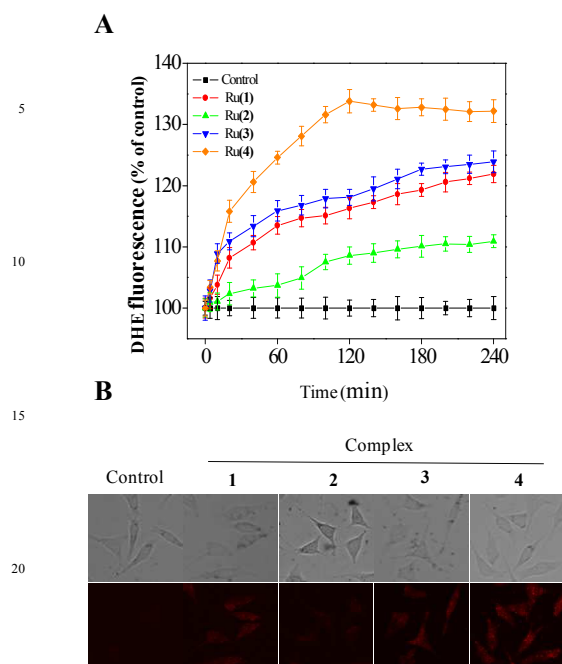 A
140
130
120
110
100
DHE fluorescence (% of control)
Control
Ru(1)
Ru(2)
Ru(3)
Ru(4)
0 60 120 180 240
Time (min)
B
Complex
Control 1 2 3 4
5
10
15
20